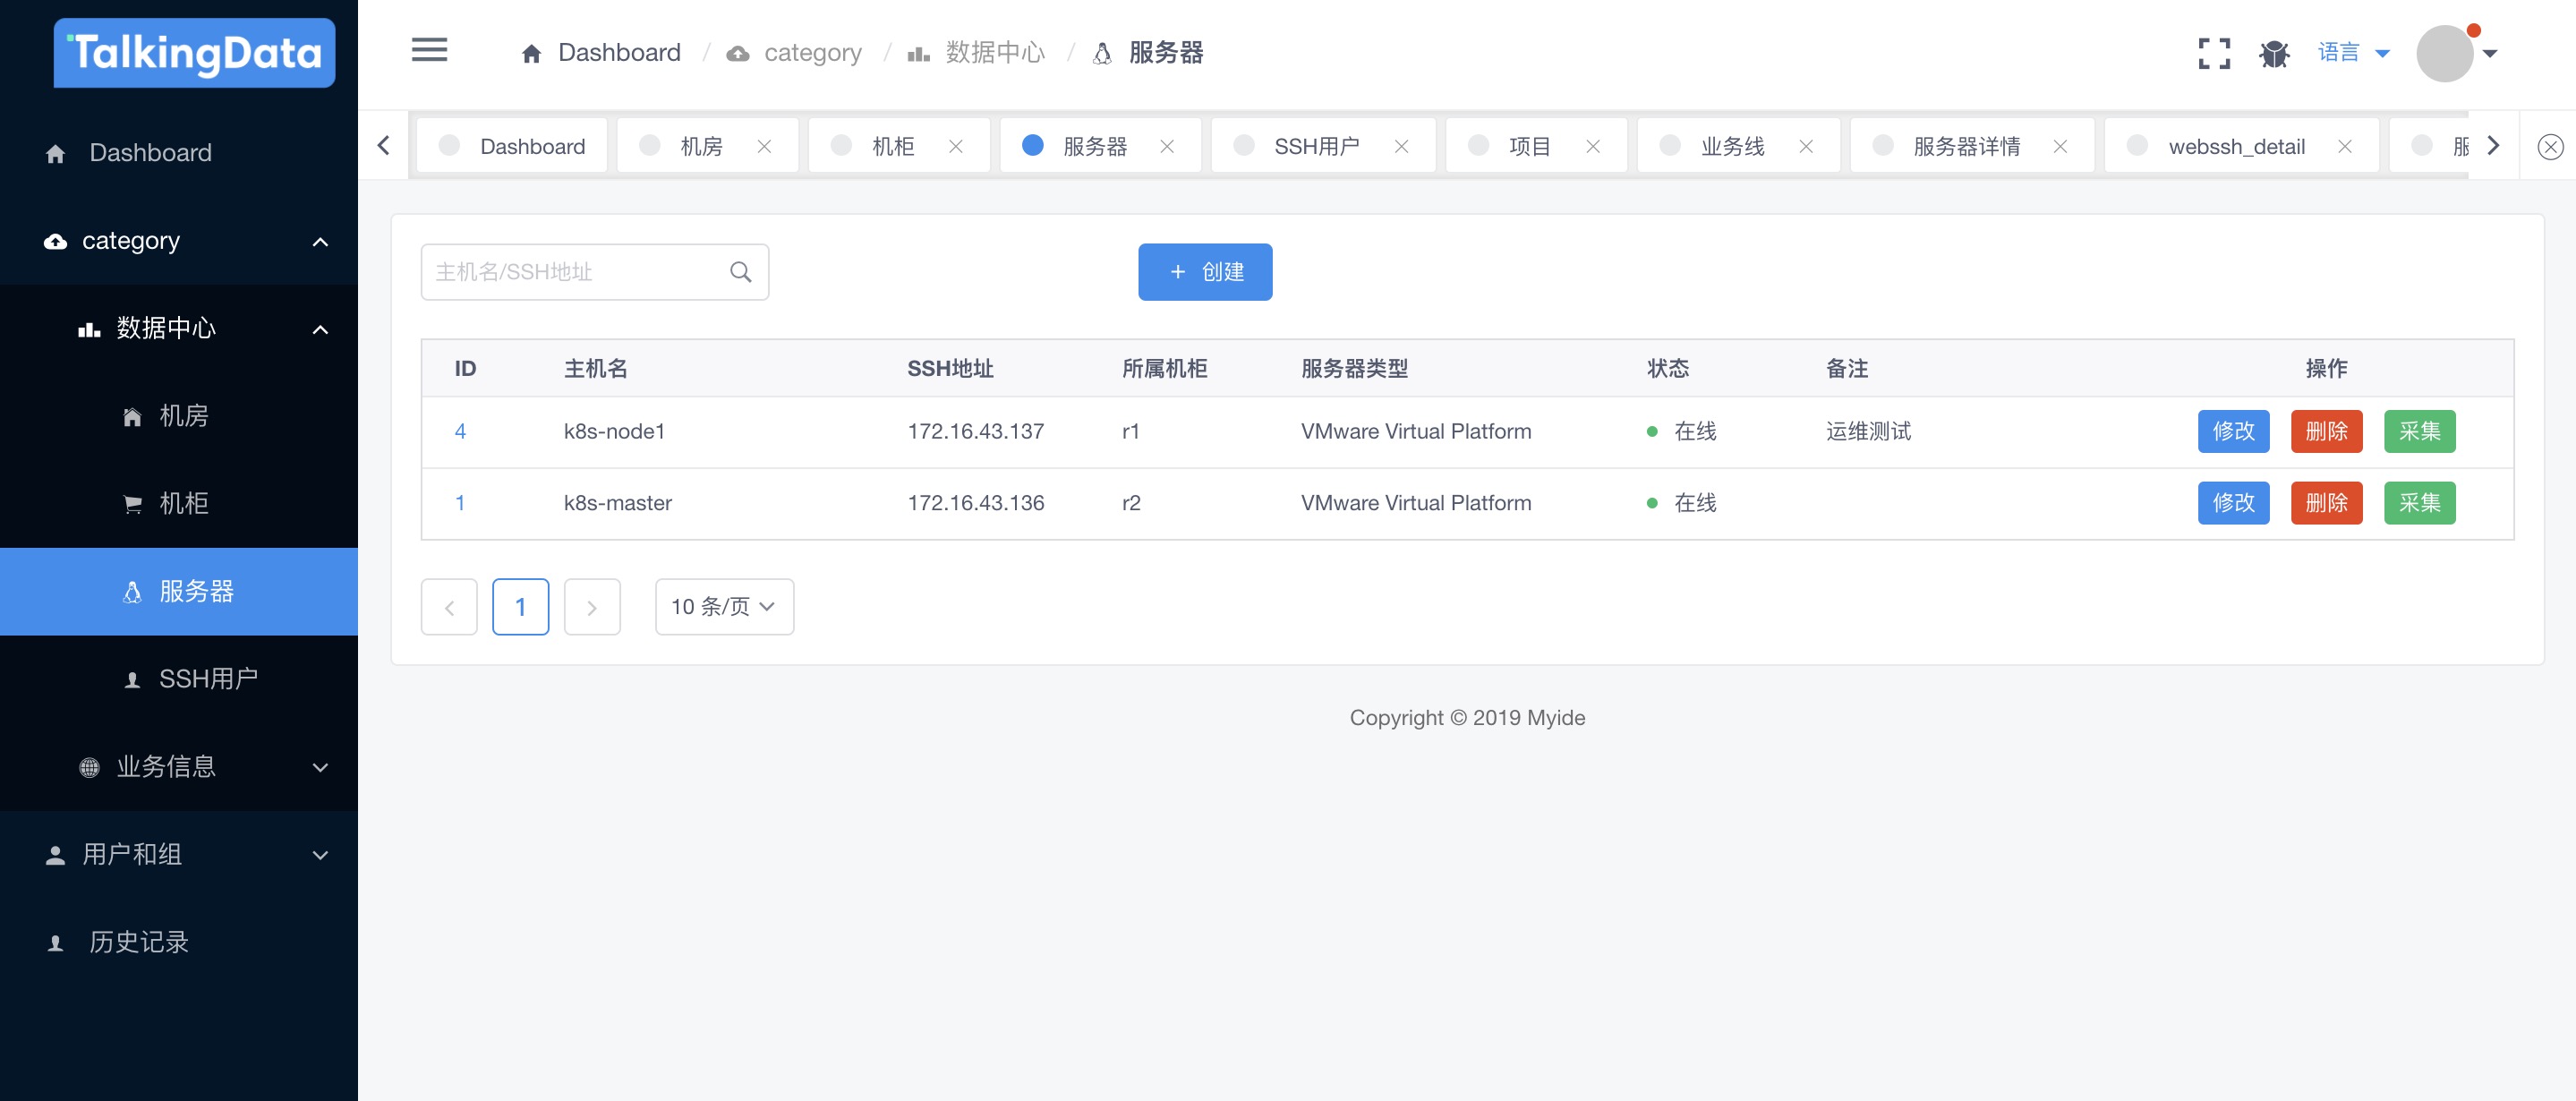 TalkingData
Dashboard
category
数据中心
机房
机柜
服务器
SSH用户
业务信息
用户和组
历史记录
Dashboard / category / 数据中心 / 服务器
语言
Dashboard 机房 机柜 服务器 SSH用户 项目 业务线 服务器详情 webssh_detail 服
主机名/SSH地址
+ 创建
ID 主机名 SSH地址 所属机柜 服务器类型 状态 备注 操作
4 k8s-node1 172.16.43.137 r1 VMware Virtual Platform 在线 运维测试 修改 删除 采集
1 k8s-master 172.16.43.136 r2 VMware Virtual Platform 在线 修改 删除 采集
1 10 条/页
Copyright © 2019 Myide